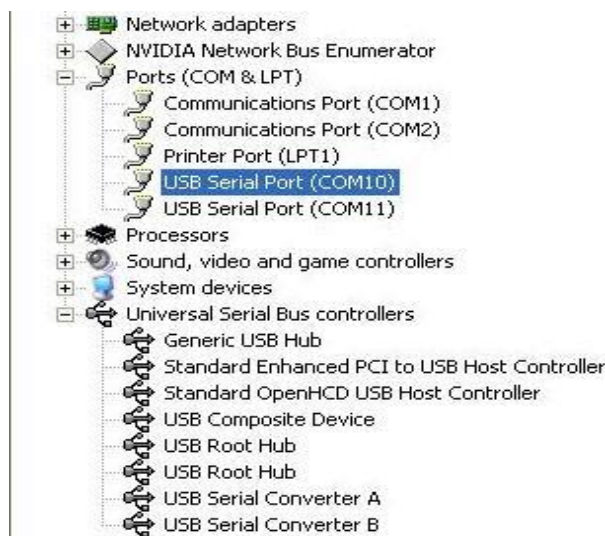 Network adapters
NVIDIA Network Bus Enumerator
Ports (COM & LPT)
Communications Port (COM1)
Communications Port (COM2)
Printer Port (LPT1)
USB Serial Port (COM10)
USB Serial Port (COM11)
Processors
Sound, video and game controllers
System devices
Universal Serial Bus controllers
Generic USB Hub
Standard Enhanced PCI to USB Host Controller
Standard OpenHCD USB Host Controller
USB Composite Device
USB Root Hub
USB Root Hub
USB Serial Converter A
USB Serial Converter B